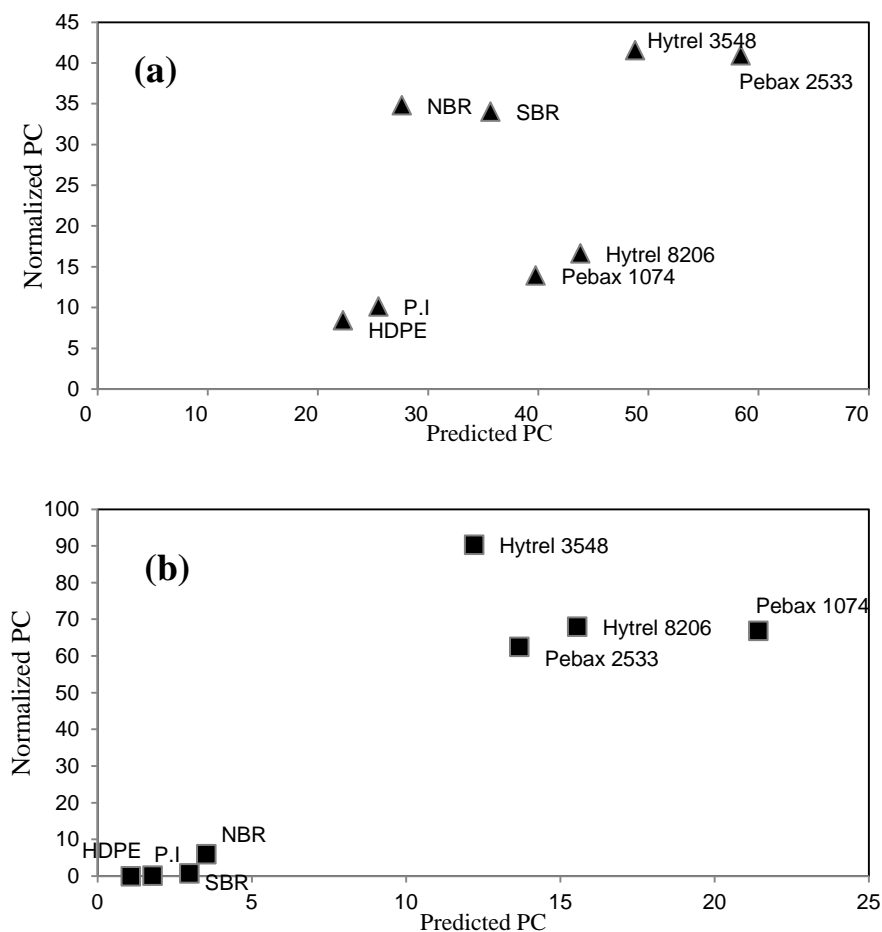 45
40
35
30
25
20
15
10
5
0
Normalized PC
(a)
Hytrel 3548
Pebax 2533
NBR
SBR
Hytrel 8206
Pebax 1074
P.I
HDPE
0 10 20 30 40 50 60 70
Predicted PC
100
90
80
70
60
50
40
30
20
10
0
Normalized PC
(b)
Hytrel 3548
Pebax 1074
Hytrel 8206
Pebax 2533
NBR
HDPE P.I
SBR
0 5 10 15 20 25
Predicted PC